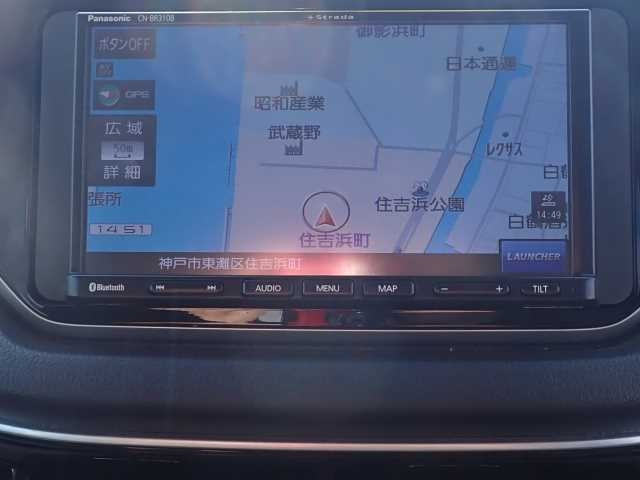 Panasonic CN-BR310B
Strada
ボタンOFF
御影浜町
日本通運
GPS
昭和産業
広域
武蔵野
50m
レクサス
詳細
張所
住吉浜公園
白鶴
14:49
14:51
住吉浜町
LAUNCHER
神戸市東灘区住吉浜町
Bluetooth
AUDIO
MENU
MAP
− +
TILT